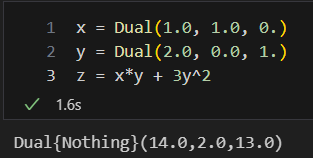 1 x = Dual(1.0, 1.0, 0.)
2 y = Dual(2.0, 0.0, 1.)
3 z = x*y + 3y^2
✓ 1.6s
Dual{Nothing}(14.0,2.0,13.0)